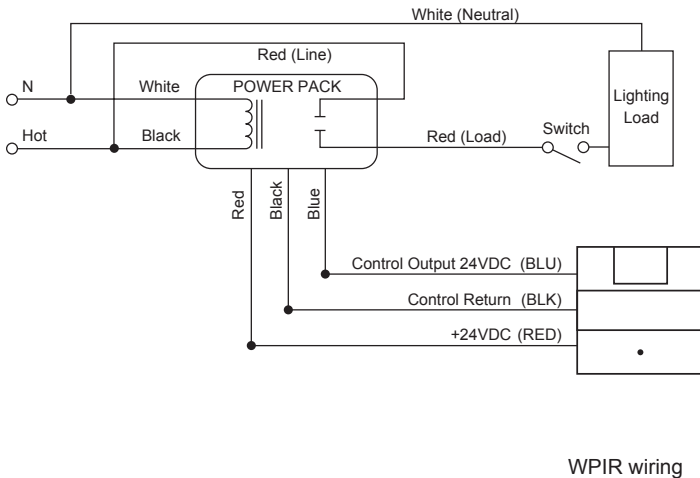 White (Neutral)
Red (Line)
N
White
POWER PACK
Lighting
Load
Hot
Black
Red (Load)
Switch
Red
Black
Blue
Control Output 24VDC (BLU)
Control Return (BLK)
+24VDC (RED)
WPIR wiring